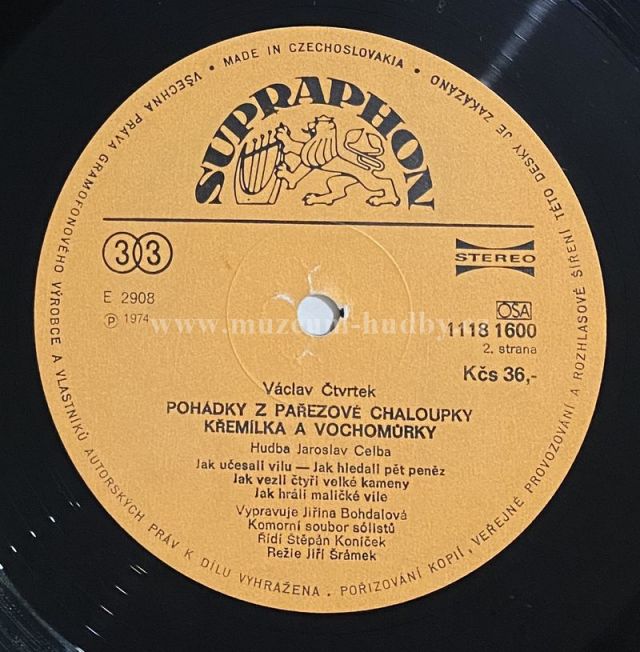 VŠECHNA PRÁVA GRAMOFONOVÉHO VÝROBCE A VLASTNÍKŮ AUTORSKÝCH PRÁV K DÍLU VYHRAŽENA . POŘIZOVÁNÍ KOPIÍ, VEŘEJNÉ PROVOZOVÁNÍ A ROZHLASOVÉ ŠÍŘENÍ TÉTO DESKY JE ZAKÁZÁNO
• MADE IN CZECHOSLOVAKIA •
SUPRAPHON
33
STEREO
E 2908
OSA
Ⓟ 1974
www.muzeum-hudby.cz
1118 1600
2. strana
Kčs 36,-
Václav Čtvrtek
POHÁDKY Z PAŘEZOVÉ CHALOUPKY
KŘEMÍLKA A VOCHOMŮRKY
Hudba Jaroslav Celba
Jak učesali vílu — Jak hledali pět peněz
Jak vezli čtyři velké kameny
Jak hráli maličké víle
Vypravuje Jiřina Bohdalová
Komorní soubor sólistů
Řídí Štěpán Koníček
Režie Jiří Šrámek